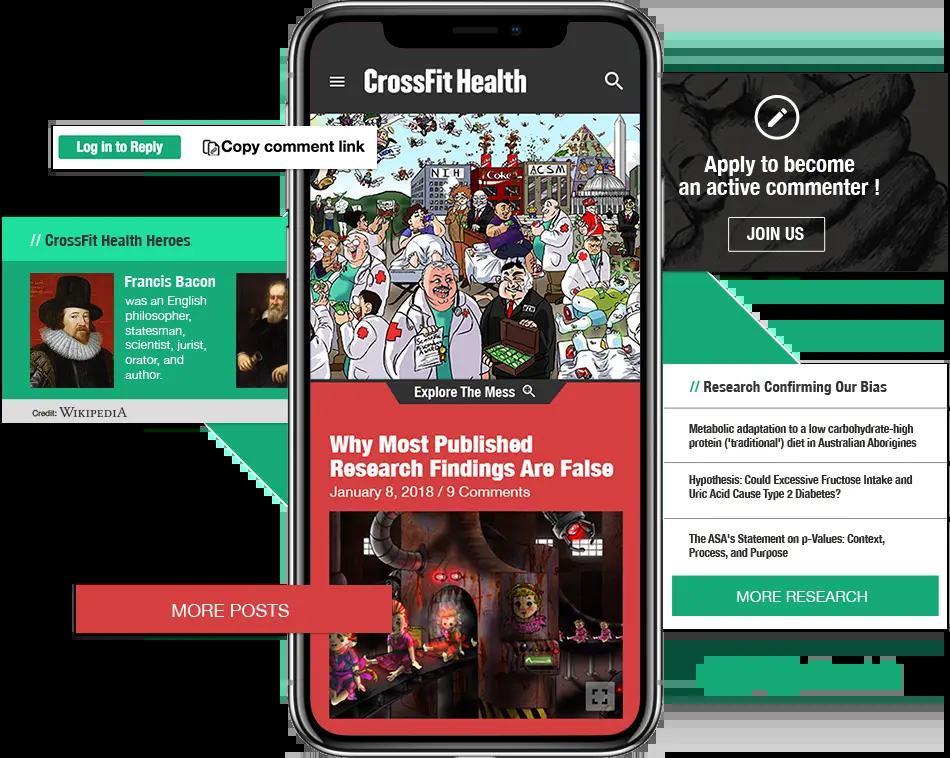 CrossFit Health
Log in to Reply
Copy comment link
Apply to become
an active commenter !
JOIN US
NIH
Coke
ACSM
// CrossFit Health Heroes
Francis Bacon
was an English
philosopher,
statesman,
scientist, jurist,
orator, and
author.
Credit: WIKIPEDIA
Explore The Mess
Why Most Published
Research Findings Are False
January 8, 2018 / 9 Comments
MORE POSTS
// Research Confirming Our Bias
Metabolic adaptation to a low carbohydrate-high
protein ('traditional') diet in Australian Aborigines
Hypothesis: Could Excessive Fructose Intake and
Uric Acid Cause Type 2 Diabetes?
The ASA's Statement on p-Values: Context,
Process, and Purpose
MORE RESEARCH